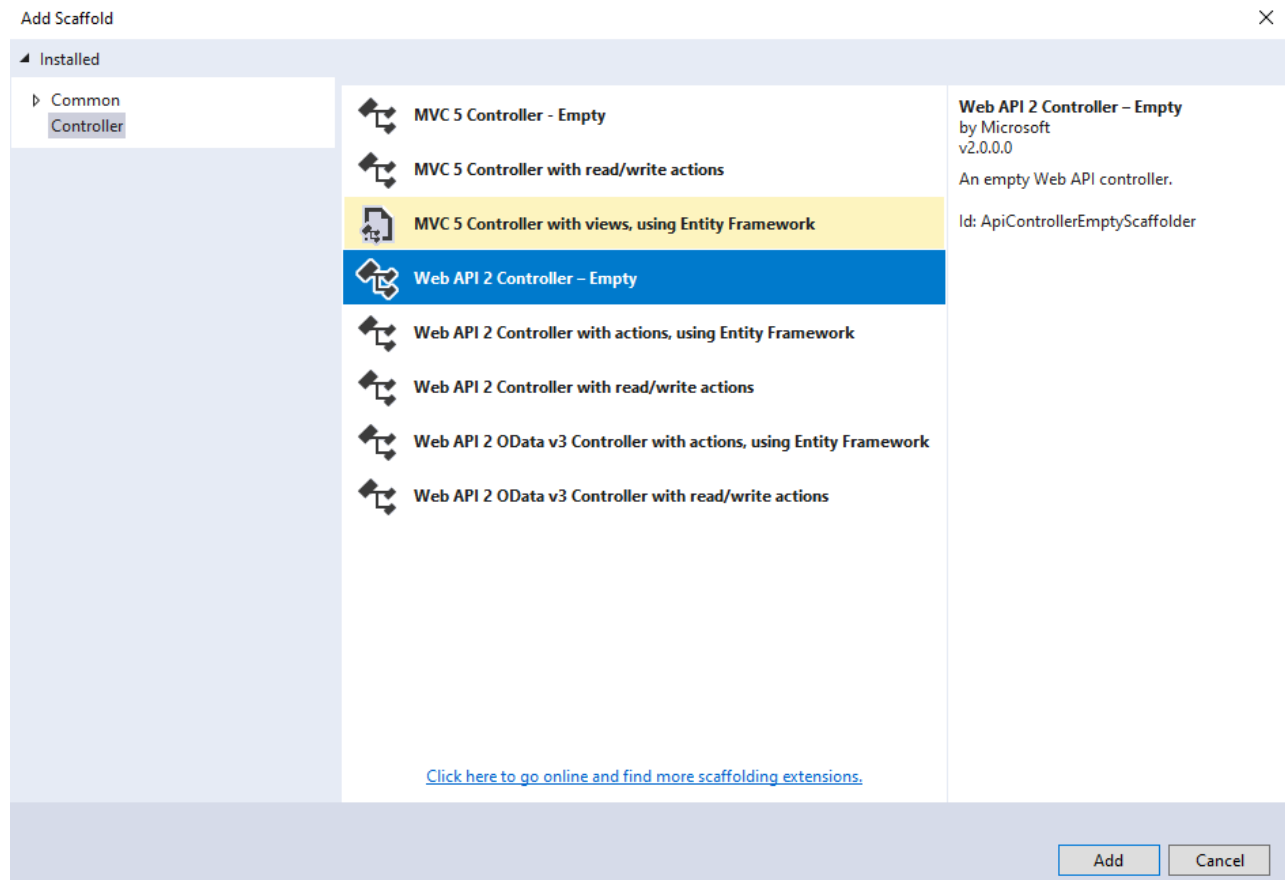 Add Scaffold
Installed
Common
Controller
MVC 5 Controller - Empty
MVC 5 Controller with read/write actions
MVC 5 Controller with views, using Entity Framework
Web API 2 Controller – Empty
Web API 2 Controller with actions, using Entity Framework
Web API 2 Controller with read/write actions
Web API 2 OData v3 Controller with actions, using Entity Framework
Web API 2 OData v3 Controller with read/write actions
Click here to go online and find more scaffolding extensions.
Web API 2 Controller – Empty
by Microsoft
v2.0.0.0
An empty Web API controller.
Id: ApiControllerEmptyScaffolder
Add
Cancel